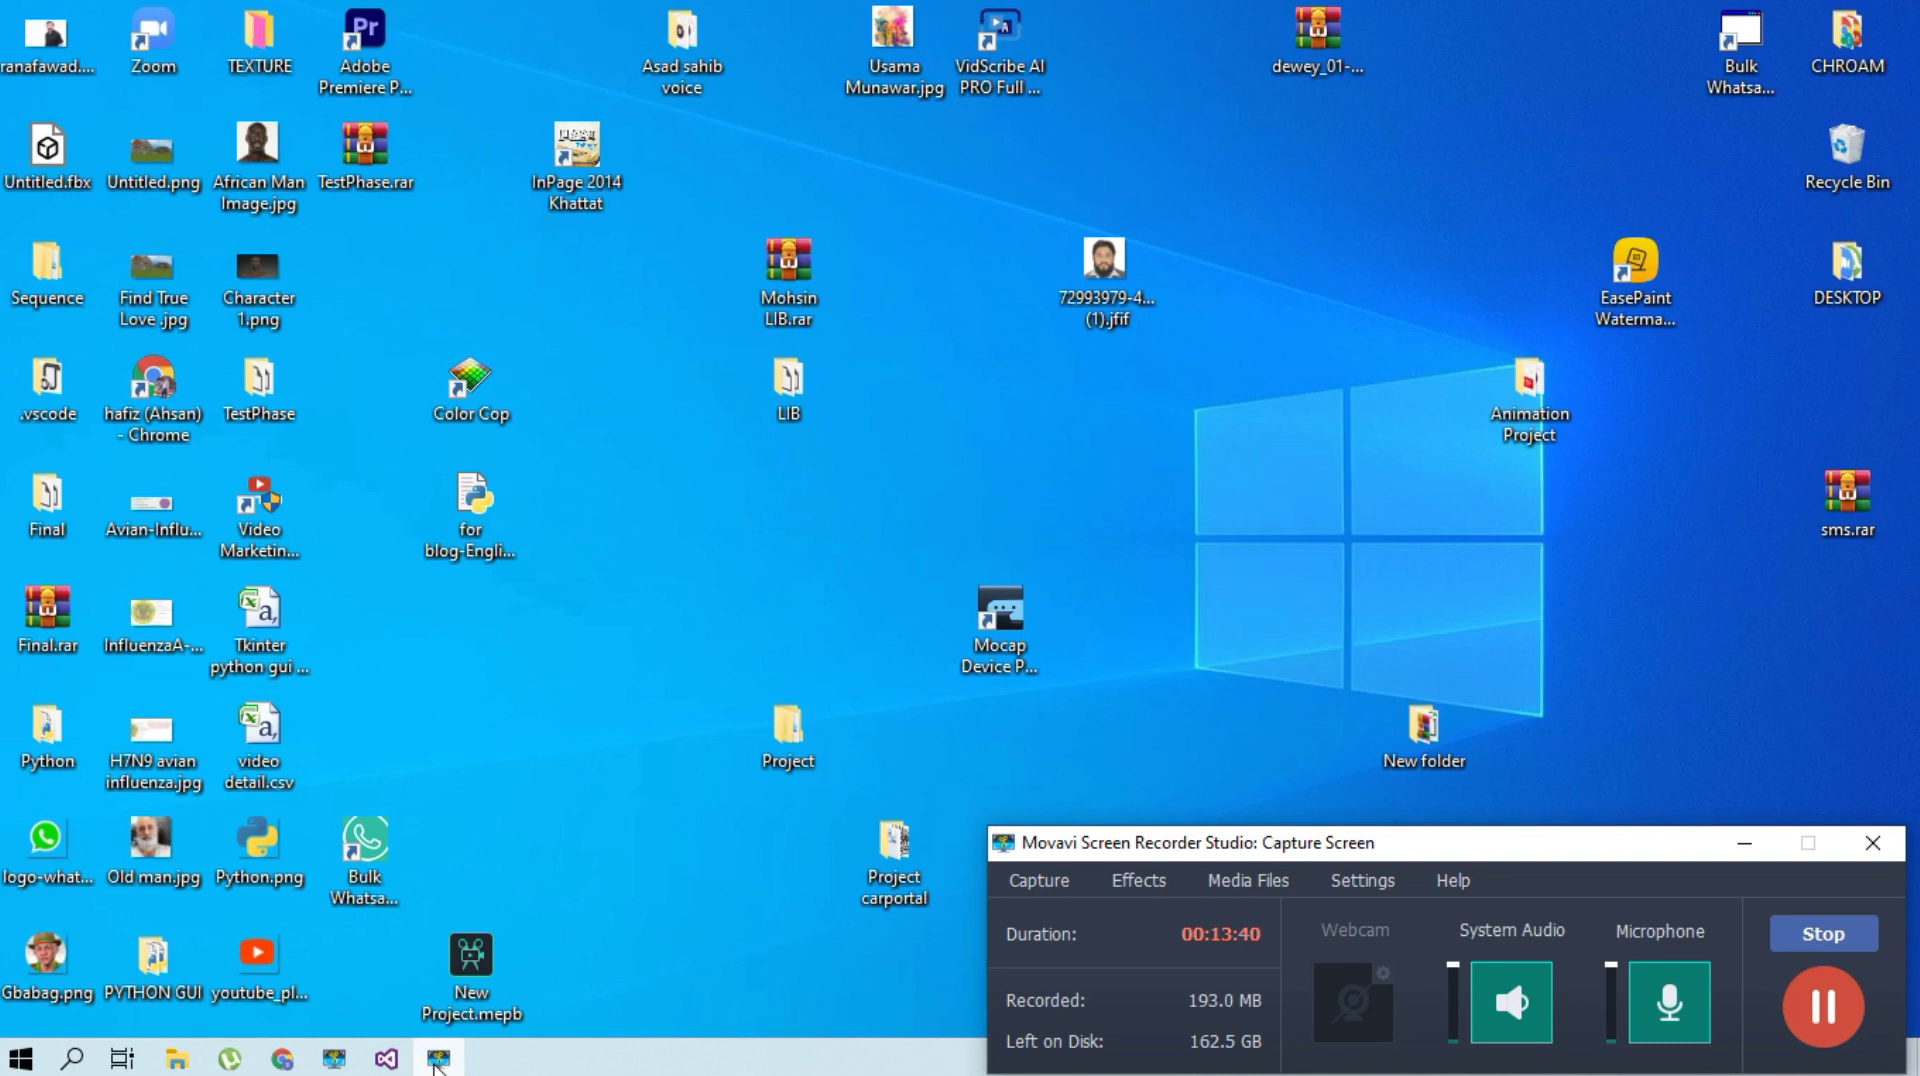 ranafawad....
Zoom
TEXTURE
Adobe
Premiere P...
Asad sahib
voice
Usama
Munawar.jpg
VidScribe AI
PRO Full ...
dewey_01-...
Bulk
Whatsa...
CHROAM
Untitled.fbx
Untitled.png
African Man
Image.jpg
TestPhase.rar
InPage 2014
Khattat
Recycle Bin
Sequence
Find True
Love .jpg
Character
1.png
Mohsin
LIB.rar
72993979-4...
(1).jfif
EasePaint
Waterma...
DESKTOP
.vscode
hafiz (Ahsan)
- Chrome
TestPhase
Color Cop
LIB
Animation
Project
Final
Avian-Influ...
Video
Marketin...
for
blog-Engli...
sms.rar
Final.rar
InfluenzaA-...
Tkinter
python gui ...
Mocap
Device P...
Python
H7N9 avian
influenza.jpg
video
detail.csv
Project
New folder
logo-what...
Old man.jpg
Python.png
Bulk
Whatsa...
Project
carportal
Gbabag.png
PYTHON GUI
youtube_pl...
New
Project.mepb
Movavi Screen Recorder Studio: Capture Screen
Capture
Effects
Media Files
Settings
Help
Duration:
00:13:40
Webcam
System Audio
Microphone
Stop
Recorded:
193.0 MB
Left on Disk:
162.5 GB